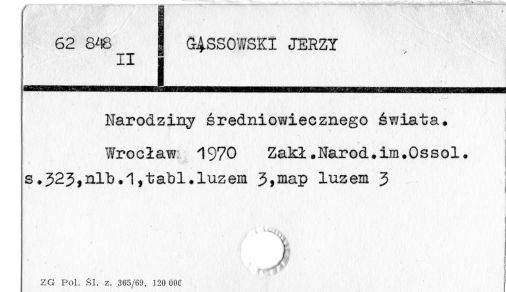 62 848
II
GĄSSOWSKI JERZY
Narodziny średniowiecznego świata.
Wrocław 1970 Zakł.Narod.im.Ossol.
s.323,nlb.1,tabl.luzem 3,map luzem 3
ZG Pol. Śl. z. 365/69. 120 000